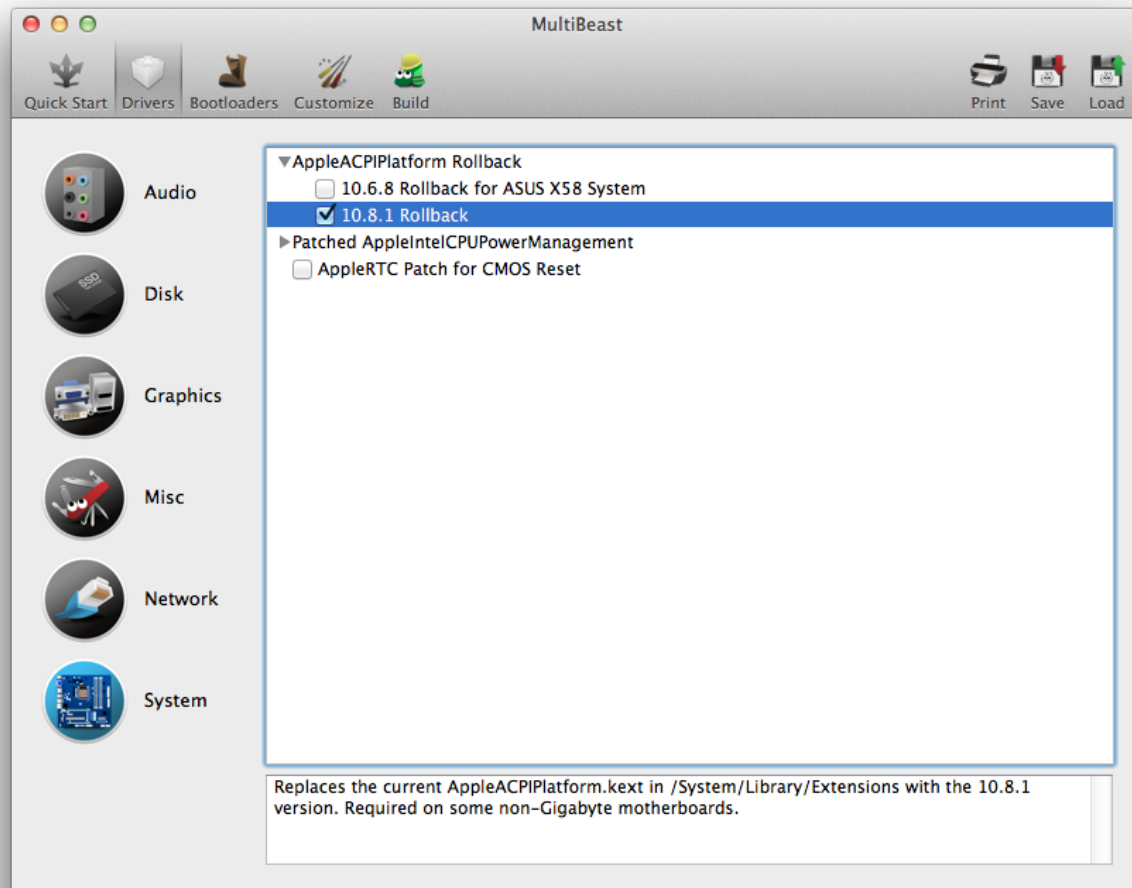 MultiBeast
Quick Start Drivers Bootloaders Customize Build Print Save Load
Audio
Disk
Graphics
Misc
Network
System
AppleACPIPlatform Rollback
10.6.8 Rollback for ASUS X58 System
10.8.1 Rollback
Patched AppleIntelCPUPowerManagement
AppleRTC Patch for CMOS Reset
SSD
Replaces the current AppleACPIPlatform.kext in /System/Library/Extensions with the 10.8.1
version. Required on some non-Gigabyte motherboards.